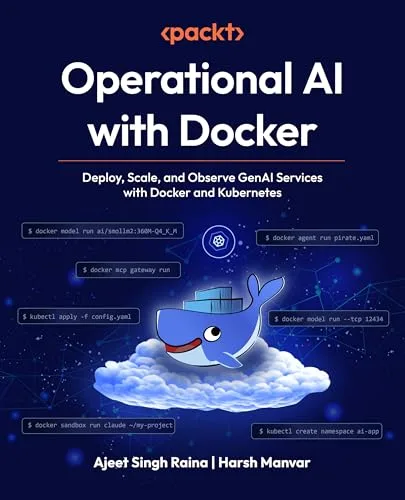 <packt>
Operational AI
with Docker
Deploy, Scale, and Observe GenAI Services
with Docker and Kubernetes
$ docker model run ai/smollm2:360M-Q4_K_M
$ docker agent run pirate.yaml
$ docker mcp gateway run
$ kubectl apply -f config.yaml
$ docker model run --tcp 12434
$ docker sandbox run claude ~/my-project
$ kubectl create namespace ai-app
Ajeet Singh Raina | Harsh Manvar